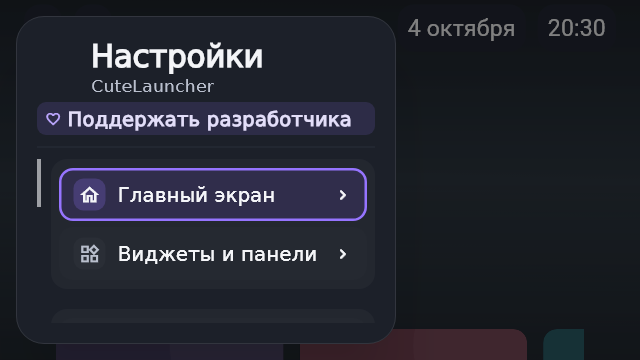 4 октября 20:30
Настройки
CuteLauncher
Поддержать разработчика
Главный экран
Виджеты и панели